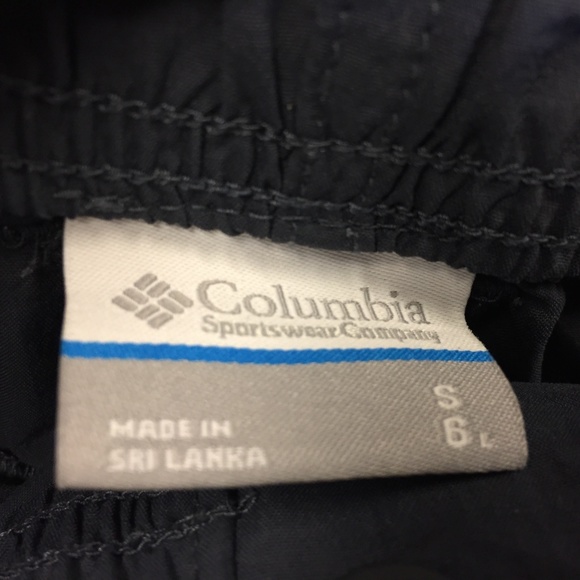 Columbia
Sportswear Company
S
6 L
MADE IN
SRI LANKA